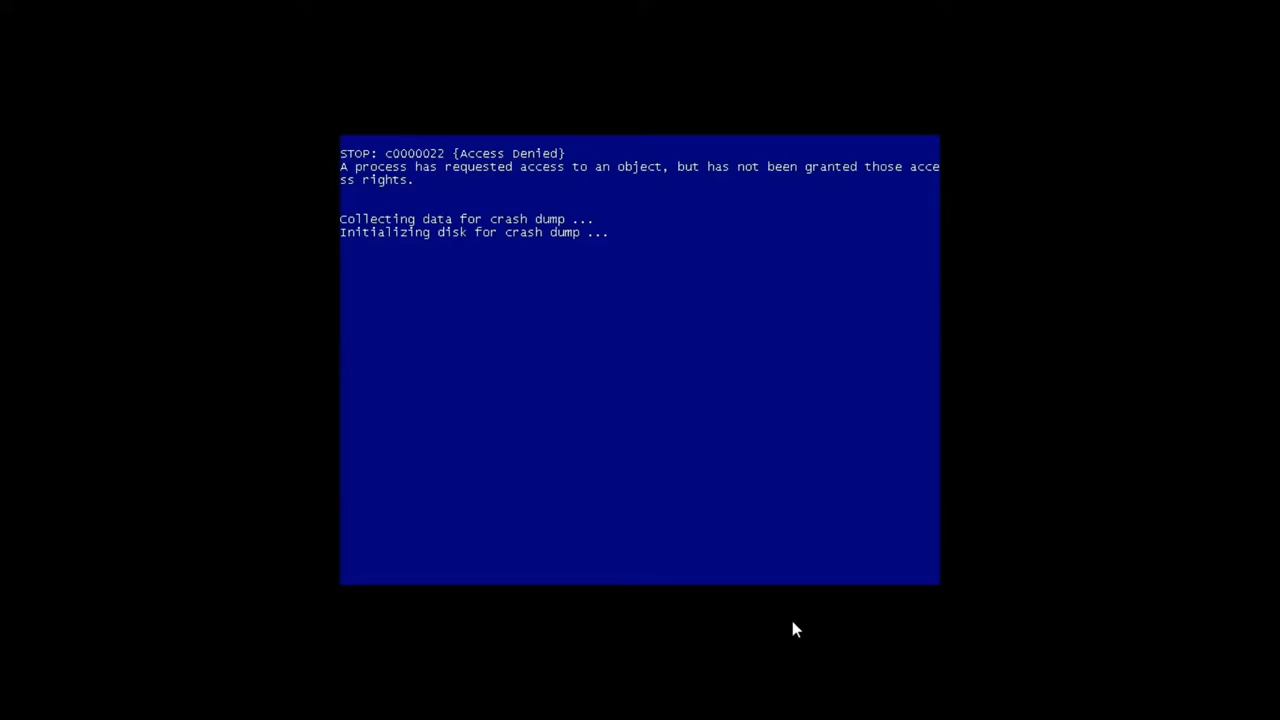 STOP: c0000022 {Access Denied}
A process has requested access to an object, but has not been granted those acce
ss rights.
Collecting data for crash dump ...
Initializing disk for crash dump ...